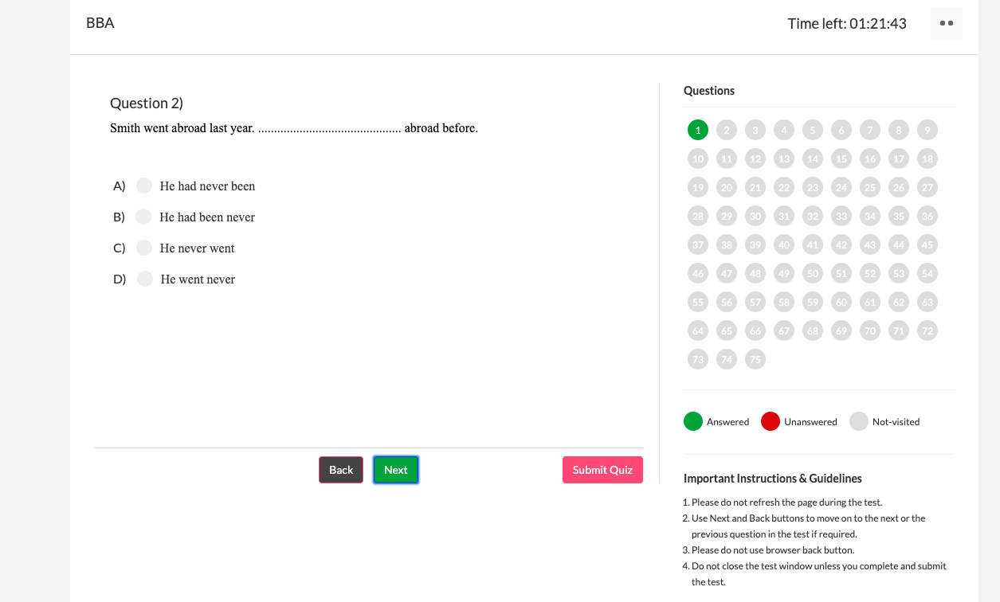 BBA
Time left: 01:21:43
Question 2)
Smith went abroad last year. ............................................. abroad before.
A) He had never been
B) He had been never
C) He never went
D) He went never
Back
Next
Submit Quiz
Questions
1 2 3 4 5 6 7 8 9
10 11 12 13 14 15 16 17 18
19 20 21 22 23 24 25 26 27
28 29 30 31 32 33 34 35 36
37 38 39 40 41 42 43 44 45
46 47 48 49 50 51 52 53 54
55 56 57 58 59 60 61 62 63
64 65 66 67 68 69 70 71 72
73 74 75
Answered Unanswered Not-visited
Important Instructions & Guidelines
1. Please do not refresh the page during the test.
2. Use Next and Back buttons to move on to the next or the
previous question in the test if required.
3. Please do not use browser back button.
4. Do not close the test window unless you complete and submit
the test.